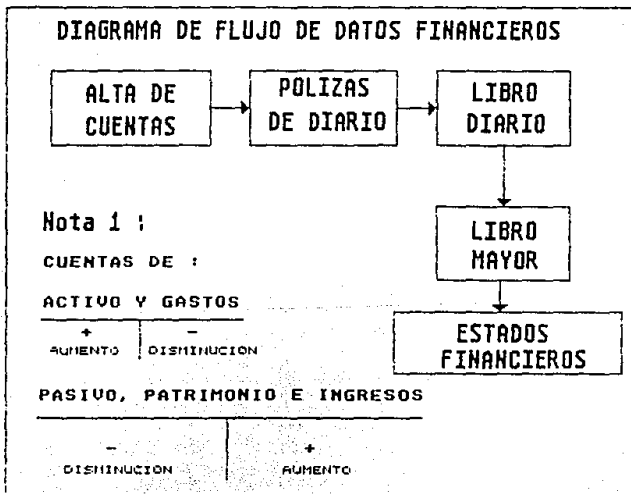 DIAGRAMA DE FLUJO DE DATOS FINANCIEROS
ALTA DE
CUENTAS
POLIZAS
DE DIARIO
LIBRO
DIARIO
LIBRO
MAYOR
ESTADOS
FINANCIEROS
Nota 1 :
CUENTAS DE :
ACTIVO Y GASTOS
+ -
AUMENTO DISMINUCION
PASIVO, PATRIMONIO E INGRESOS
- +
DISMINUCION AUMENTO